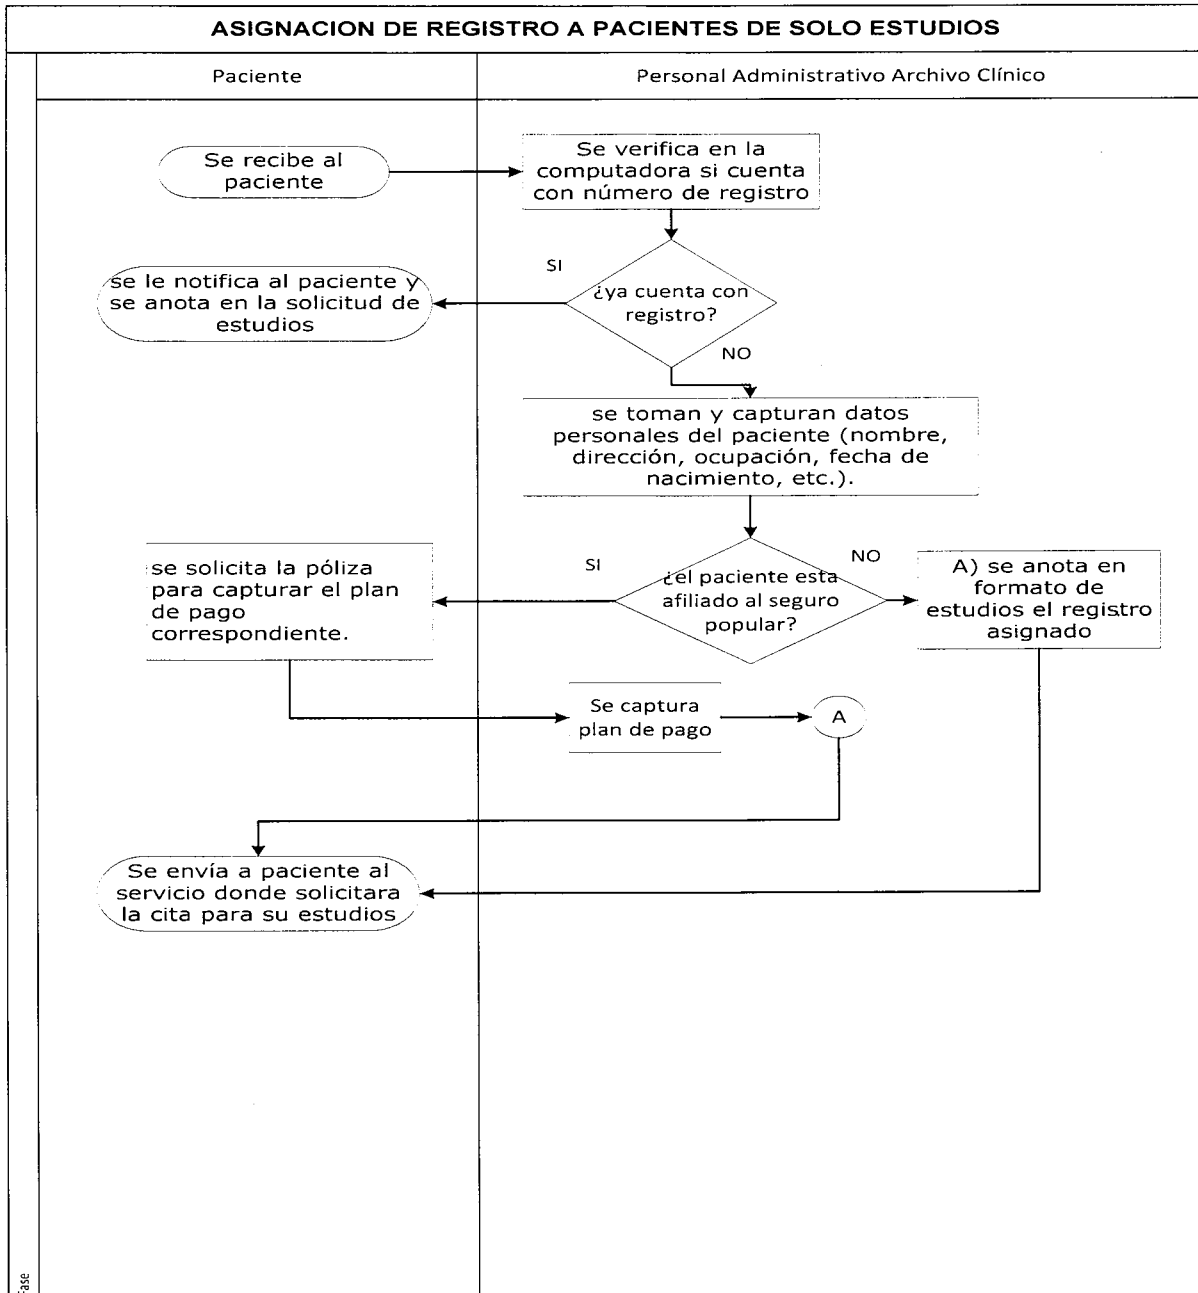 ASIGNACION DE REGISTRO A PACIENTES DE SOLO ESTUDIOS
Paciente
Personal Administrativo Archivo Clínico
Se recibe al
paciente
Se verifica en la
computadora si cuenta
con número de registro
SI
¿ya cuenta con
registro?
se le notifica al paciente y
se anota en la solicitud de
estudios
NO
se toman y capturan datos
personales del paciente (nombre,
dirección, ocupación, fecha de
nacimiento, etc.).
SI
¿el paciente esta
afiliado al seguro
popular?
NO
se solicita la póliza
para capturar el plan
de pago
correspondiente.
A) se anota en
formato de
estudios el registro
asignado
Se captura
plan de pago
A
Se envía a paciente al
servicio donde solicitara
la cita para su estudios